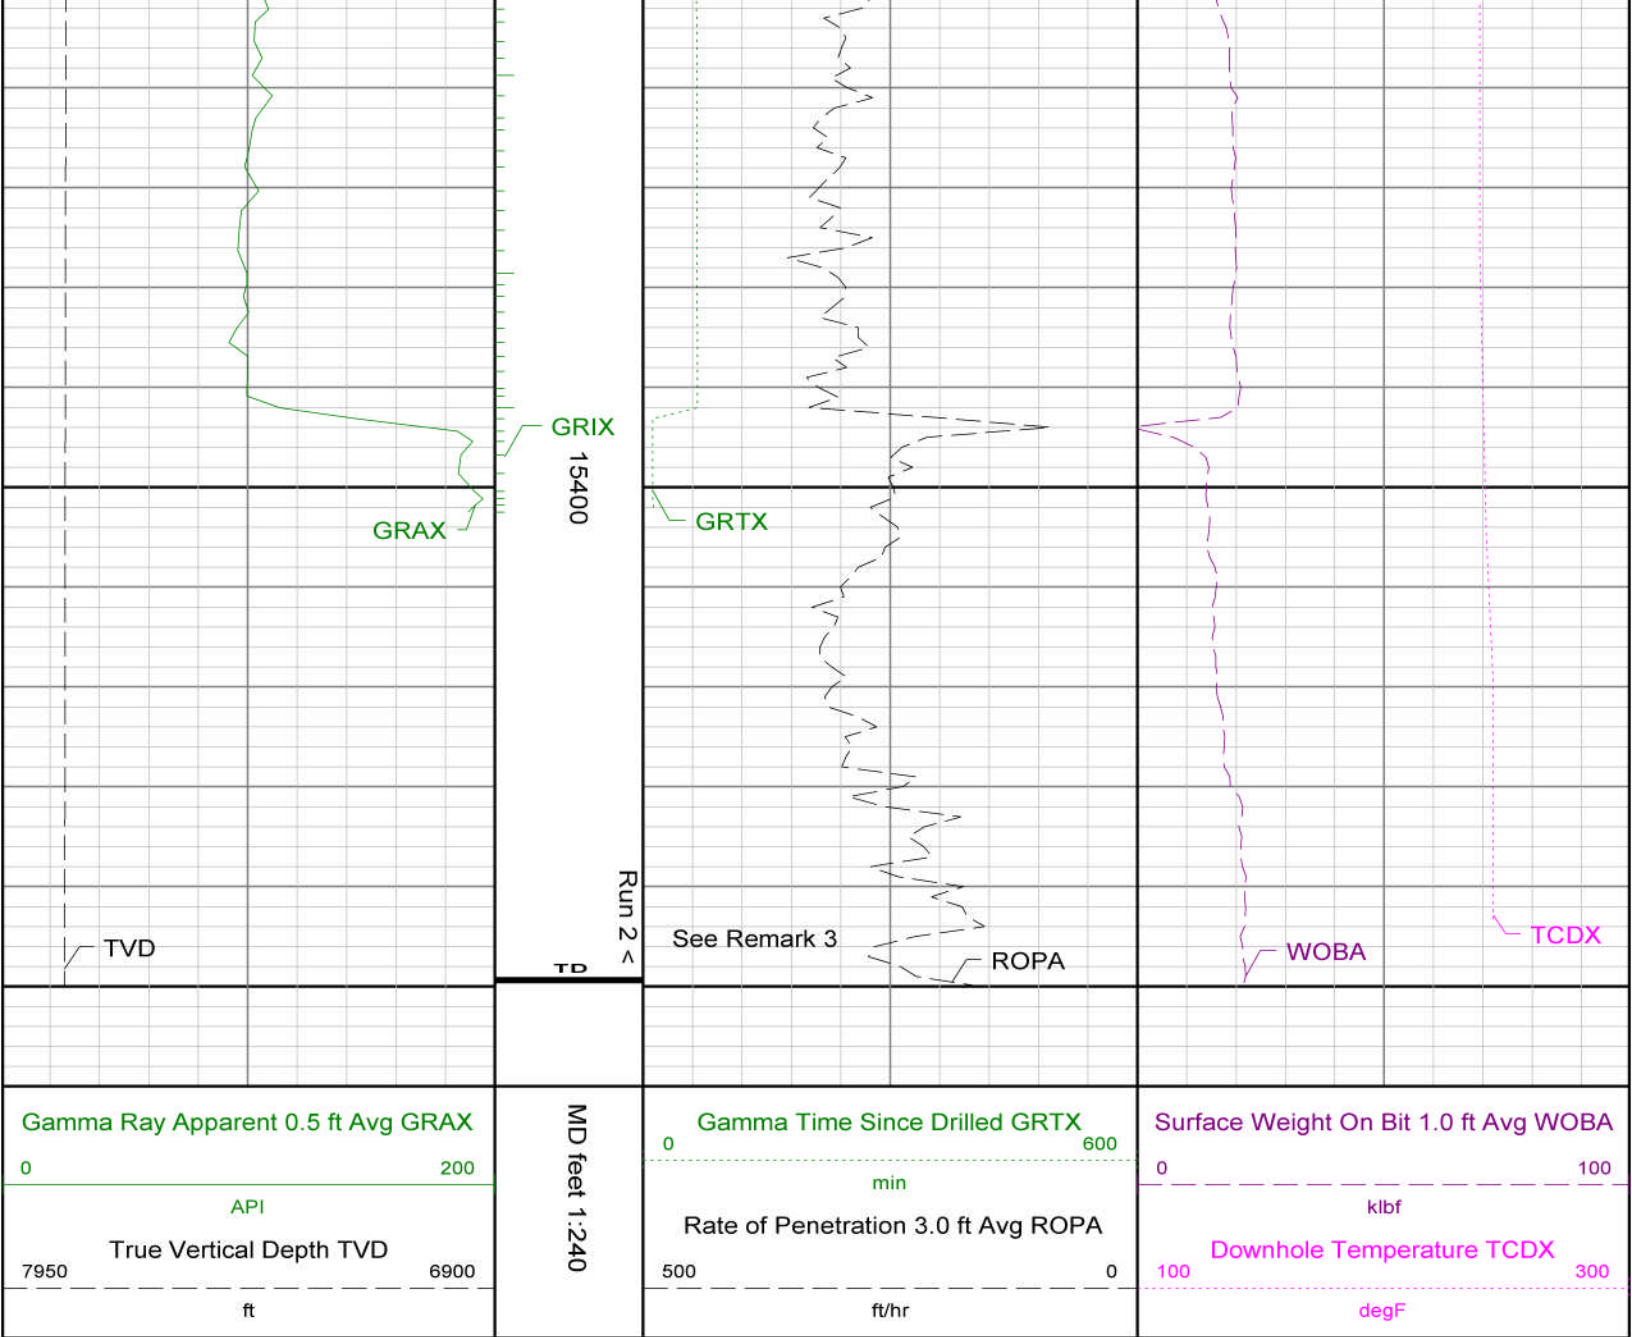 GRIX
15400
GRAX
GRTX
Run 2 <
See Remark 3
TVD
TD
ROPA
WOBA
TCDX
Gamma Ray Apparent 0.5 ft Avg GRAX
0 200
API
True Vertical Depth TVD
7950 6900
ft
MD feet 1:240
Gamma Time Since Drilled GRTX
0 600
min
Rate of Penetration 3.0 ft Avg ROPA
500 0
ft/hr
Surface Weight On Bit 1.0 ft Avg WOBA
0 100
klbf
Downhole Temperature TCDX
100 300
degF